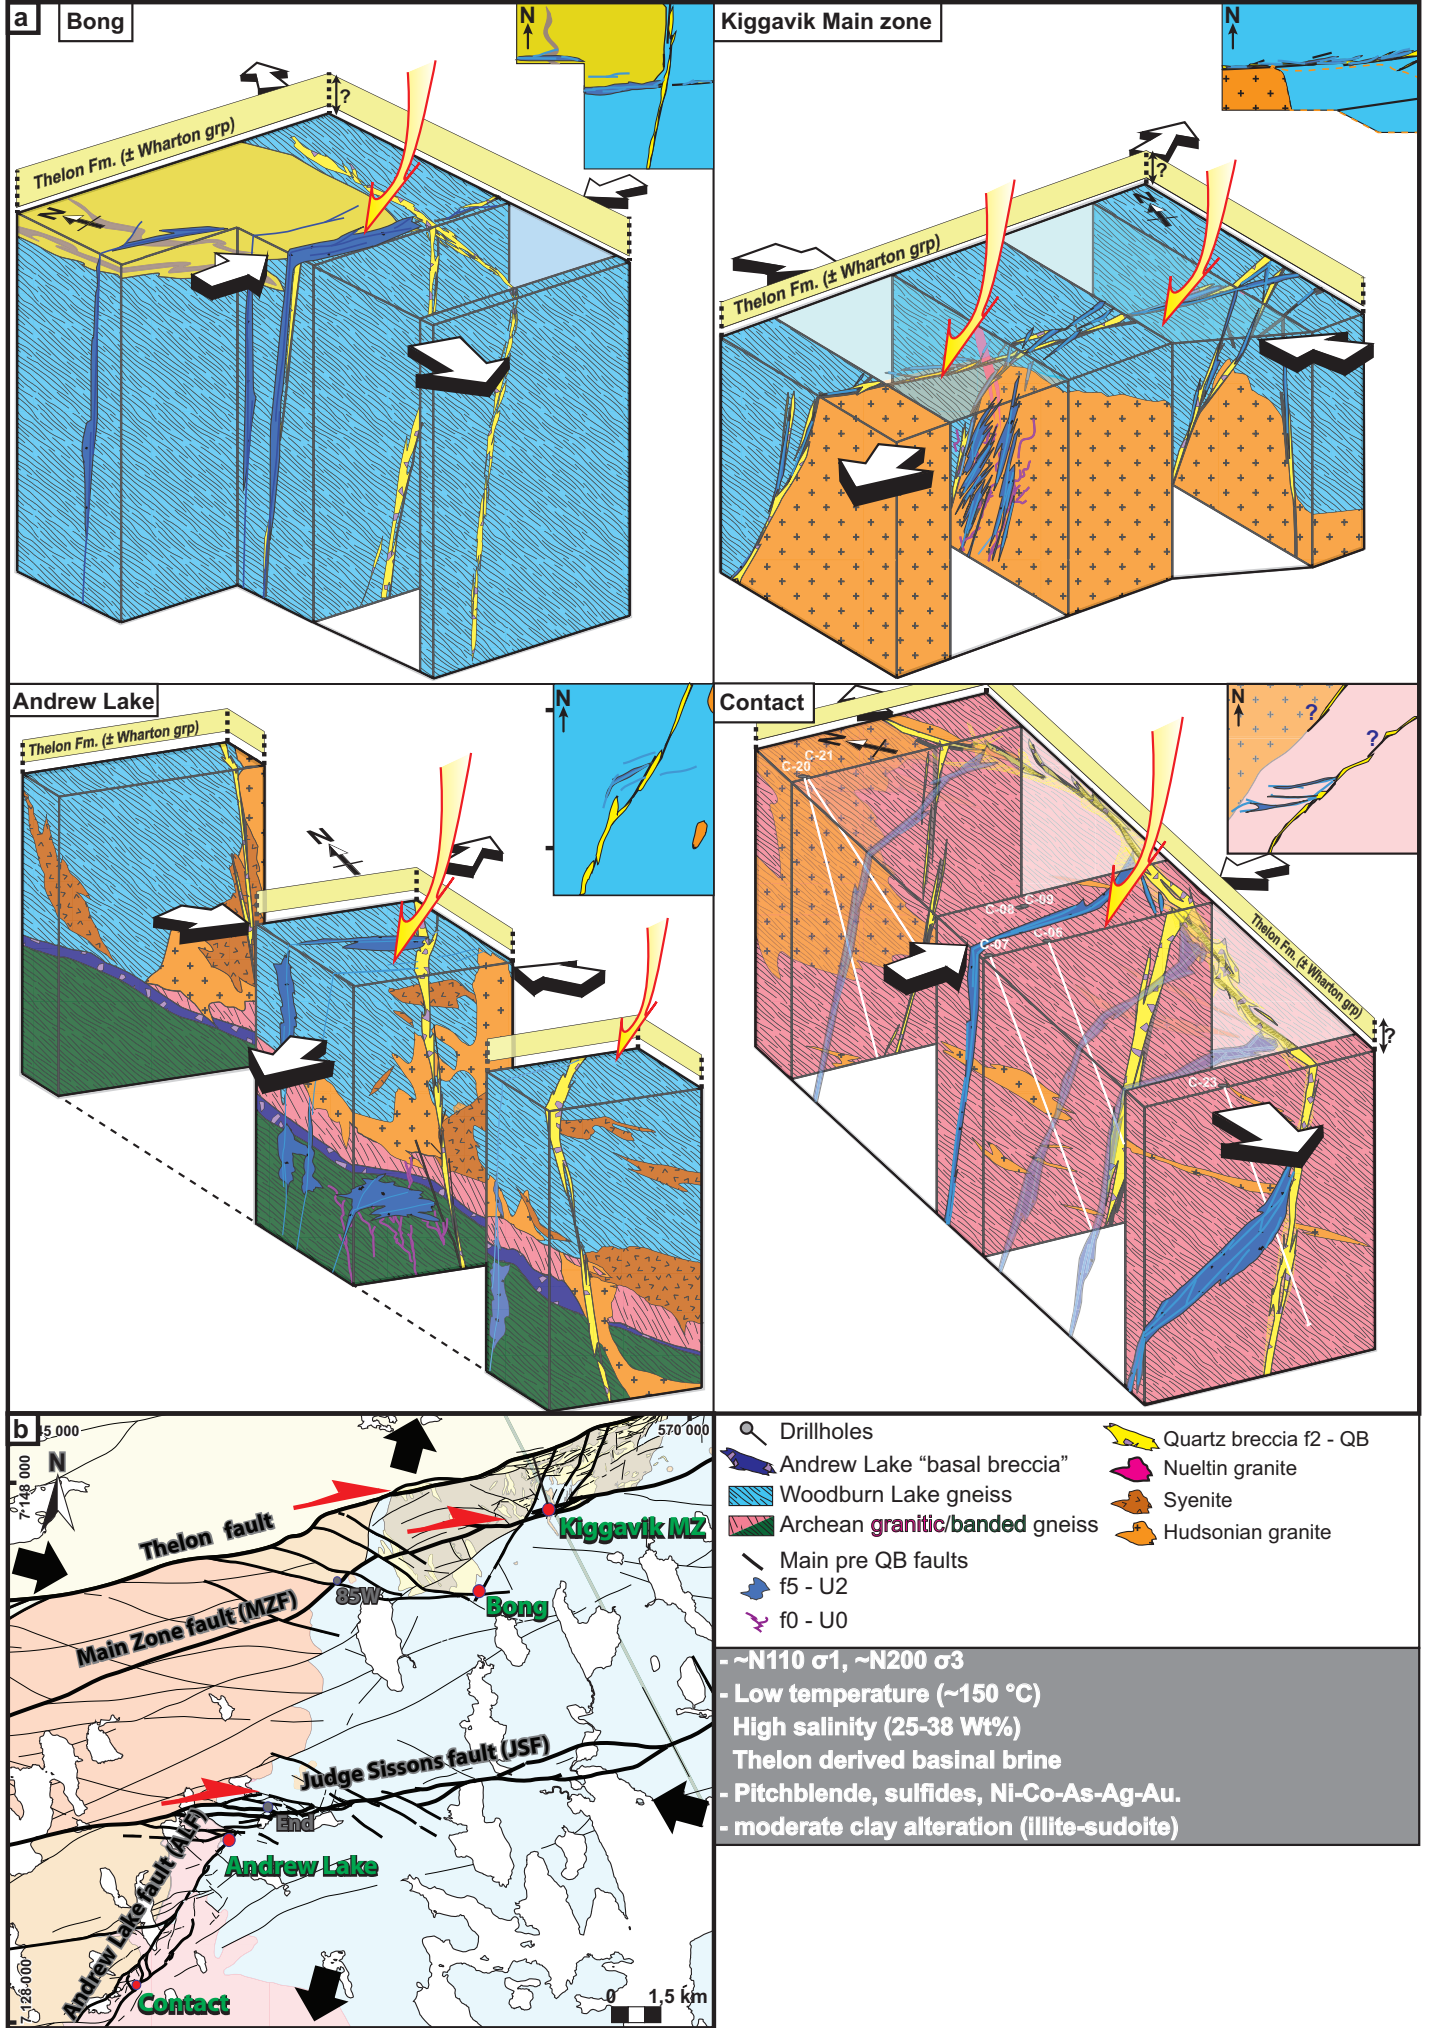 a
Bong
N
?
Thelon Fm. (± Wharton grp)
N
Kiggavik Main zone
N
?
N
Thelon Fm. (± Wharton grp)
Andrew Lake
N
Thelon Fm. (± Wharton grp)
N
Contact
N
?
?
N
C-21
C-20
C-09
C-08
C-07
C-23
Thelon Fm. (± Wharton grp)
?
b
45 000
570 000
N
7°148 000
Thelon fault
Kiggavik MZ
85W
Bong
Main Zone fault (MZF)
Judge Sissons fault (JSF)
End
Andrew Lake
Andrew Lake fault (ALF)
Contact
0 1,5 km
Drillholes
Andrew Lake “basal breccia”
Woodburn Lake gneiss
Archean granitic/banded gneiss
Main pre QB faults
f5 - U2
f0 - U0
Quartz breccia f2 - QB
Nueltin granite
Syenite
Hudsonian granite
- ~N110 σ1, ~N200 σ3
- Low temperature (~150 °C)
High salinity (25-38 Wt%)
Thelon derived basinal brine
- Pitchblende, sulfides, Ni-Co-As-Ag-Au.
- moderate clay alteration (illite-sudoite)